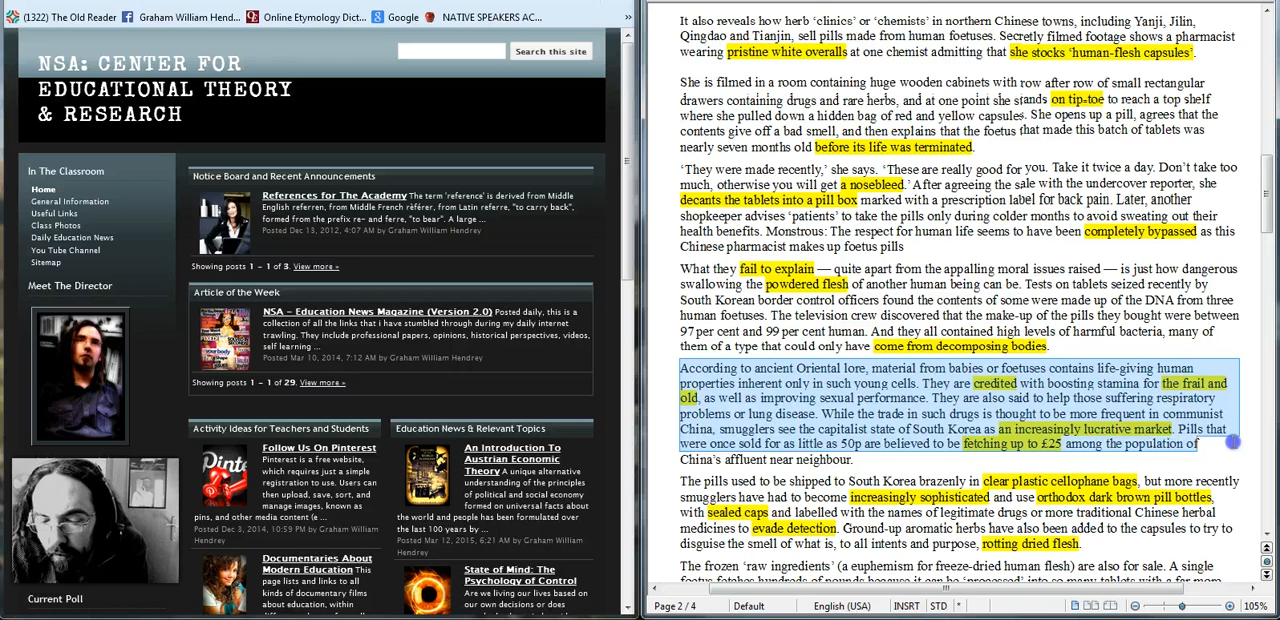 (1322) The Old Reader
Graham William Hend...
Online Etymology Dict...
Google
NATIVE SPEAKERS AC...
»
Search this site
NSA: CENTER FOR
EDUCATIONAL THEORY
& RESEARCH
In The Classroom
Home
General Information
Useful Links
Class Photos
Daily Education News
You Tube Channel
Sitemap
Meet The Director
Current Poll
Notice Board and Recent Announcements
References for The Academy The term 'reference' is derived from Middle
English referren, from Middle French référer, from Latin referre, "to carry back",
formed from the prefix re- and ferre, "to bear". A large ...
Posted Dec 13, 2012, 4:07 AM by Graham William Hendrey
Showing posts 1 - 1 of 3. View more »
Article of the Week
NSA – Education News Magazine (Version 2.0) Posted daily, this is a
collection of all the links that i have stumbled through during my daily internet
trawling. They include professional papers, opinions, historical perspectives, videos,
self learning ...
Posted Mar 10, 2014, 7:12 AM by Graham William Hendrey
Showing posts 1 - 1 of 29. View more »
Activity Ideas for Teachers and Students
Follow Us On Pinterest
Pinterest is a free website,
which requires just a simple
registration to use. Users can
then upload, save, sort, and
manage images, known as
pins, and other media content (e ...
Posted Dec 3, 2014, 10:59 PM by Graham William
Hendrey
Documentaries About
Modern Education This
page lists and links to all
kinds of documentary films
about education, within
Education News & Relevant Topics
An Introduction To
Austrian Economic
Theory A unique alternative
understanding of the
principles of political and
social economy formed on universal facts about
the world and people has been formulated over
the last 100 years by ...
Posted Mar 12, 2015, 6:21 AM by Graham William
Hendrey
State of Mind: The
Psychology of Control
Are we living our lives based
on our own decisions or does
It also reveals how herb ‘clinics’ or ‘chemists’ in northern Chinese towns, including Yanji, Jilin,
Qingdao and Tianjin, sell pills made from human foetuses. Secretly filmed footage shows a pharmacist
wearing pristine white overalls at one chemist admitting that she stocks ‘human-flesh capsules’.
She is filmed in a room containing huge wooden cabinets with row after row of small rectangular
drawers containing drugs and rare herbs, and at one point she stands on tip-toe to reach a top shelf
where she pulled down a hidden bag of red and yellow capsules. She opens up a pill, agrees that the
contents give off a bad smell, and then explains that the foetus that made this batch of tablets was
nearly seven months old before its life was terminated.
‘They were made recently,’ she says. ‘These are really good for you. Take it twice a day. Don’t take too
much, otherwise you will get a nosebleed.’ After agreeing the sale with the undercover reporter, she
decants the tablets into a pill box marked with a prescription label for back pain. Later, another
shopkeeper advises ‘patients’ to take the pills only during colder months to avoid sweating out their
health benefits. Monstrous: The respect for human life seems to have been completely bypassed as this
Chinese pharmacist makes up foetus pills
What they fail to explain — quite apart from the appalling moral issues raised — is just how dangerous
swallowing the powdered flesh of another human being can be. Tests on tablets seized recently by
South Korean border control officers found the contents of some were made up of the DNA from three
human foetuses. The television crew discovered that the make-up of the pills they bought were between
97 per cent and 99 per cent human. And they all contained high levels of harmful bacteria, many of
them of a type that could only have come from decomposing bodies.
According to ancient Oriental lore, material from babies or foetuses contains life-giving human
properties inherent only in such young cells. They are credited with boosting stamina for the frail and
old, as well as improving sexual performance. They are also said to help those suffering respiratory
problems or lung disease. While the trade in such drugs is thought to be more frequent in communist
China, smugglers see the capitalist state of South Korea as an increasingly lucrative market. Pills that
were once sold for as little as 50p are believed to be fetching up to £25 among the population of
China’s affluent near neighbour.
The pills used to be shipped to South Korea brazenly in clear plastic cellophane bags, but more recently
smugglers have had to become increasingly sophisticated and use orthodox dark brown pill bottles,
with sealed caps and labelled with the names of legitimate drugs or more traditional Chinese herbal
medicines to evade detection. Ground-up aromatic herbs have also been added to the capsules to try to
disguise the smell of what is, to all intents and purpose, rotting dried flesh.
The frozen ‘raw ingredients’ (a euphemism for freeze-dried human flesh) are also for sale. A single
foetus fetches hundreds of pounds because it can be ‘processed’ into so many tablets with a far more
Page 2 / 4
Default
English (USA)
INSRT
STD
*
105%